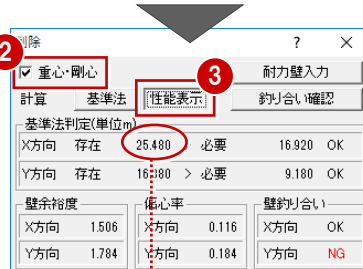 削除 ? ×
2
重心・剛心 3 耐力壁入力
計算 基準法 性能表示 釣り合い確認
基準法判定(単位m)
X方向 存在 25.480 > 必要 16.920 OK
Y方向 存在 16.380 > 必要 9.180 OK
壁余裕度 偏心率 壁釣り合い
X方向 1.506 X方向 0.116 X方向 OK
Y方向 1.784 Y方向 0.184 Y方向 NG